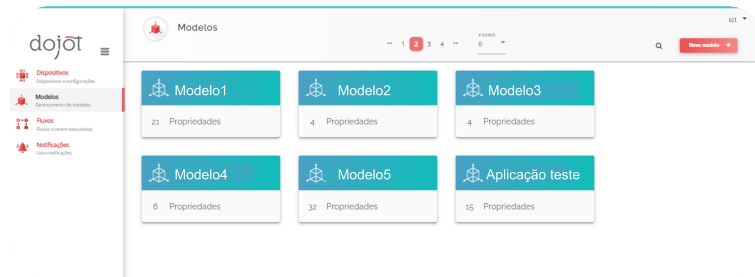 dojot
Dispositivos
Dispositivos e configurações
Modelos
Gerenciamento de modelos
Fluxos
Fluxos a serem executados
Notificações
Lista notificações
Modelos
1 2 3 4
# EXIBIR
6
lct
Novo modelo +
Modelo1
21 Propriedades
Modelo2
4 Propriedades
Modelo3
4 Propriedades
Modelo4
6 Propriedades
Modelo5
32 Propriedades
Aplicação teste
15 Propriedades